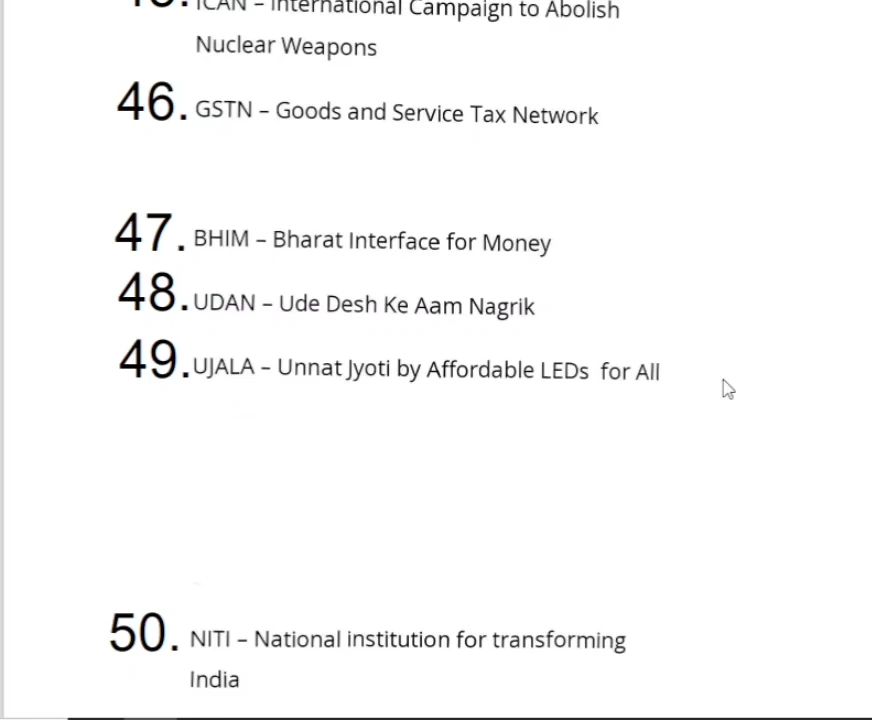 45. ICAN – International Campaign to Abolish
Nuclear Weapons
46. GSTN – Goods and Service Tax Network
47. BHIM – Bharat Interface for Money
48. UDAN – Ude Desh Ke Aam Nagrik
49. UJALA – Unnat Jyoti by Affordable LEDs for All
50. NITI – National institution for transforming
India